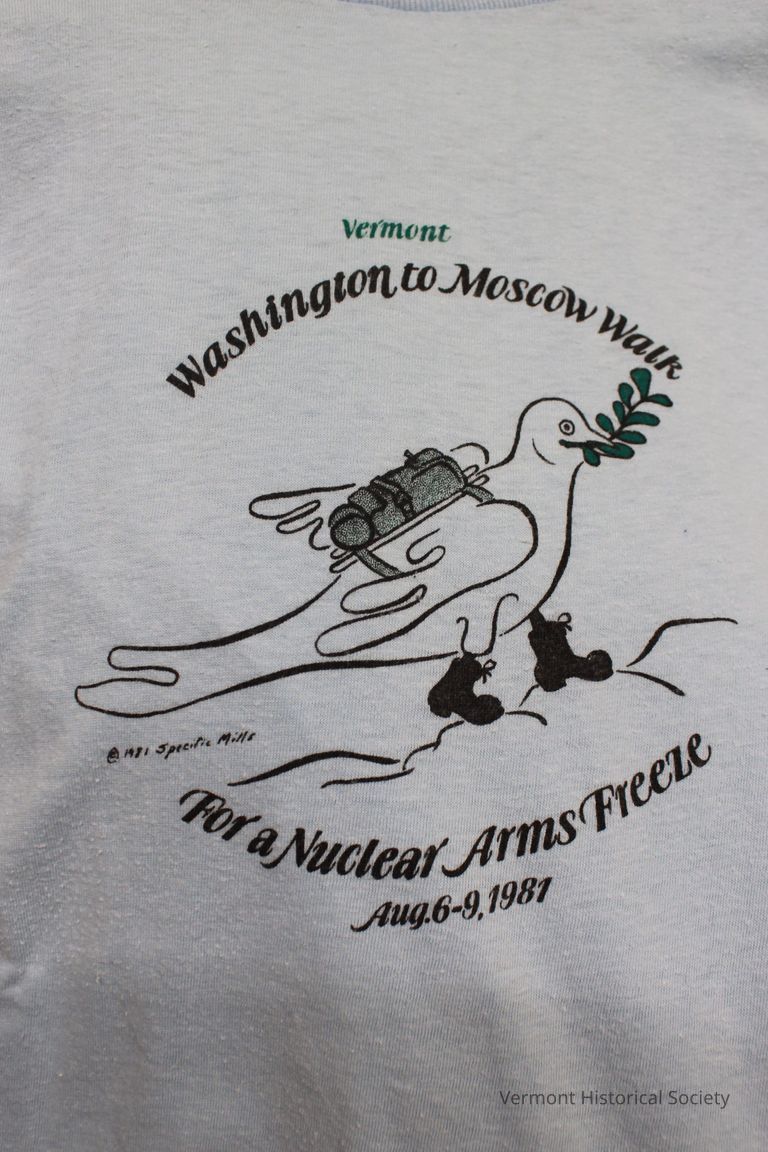 Vermont
Washington to Moscow Walk
© 1981 Specific Mills
For a Nuclear Arms Freeze
Aug. 6-9, 1981
Vermont Historical Society